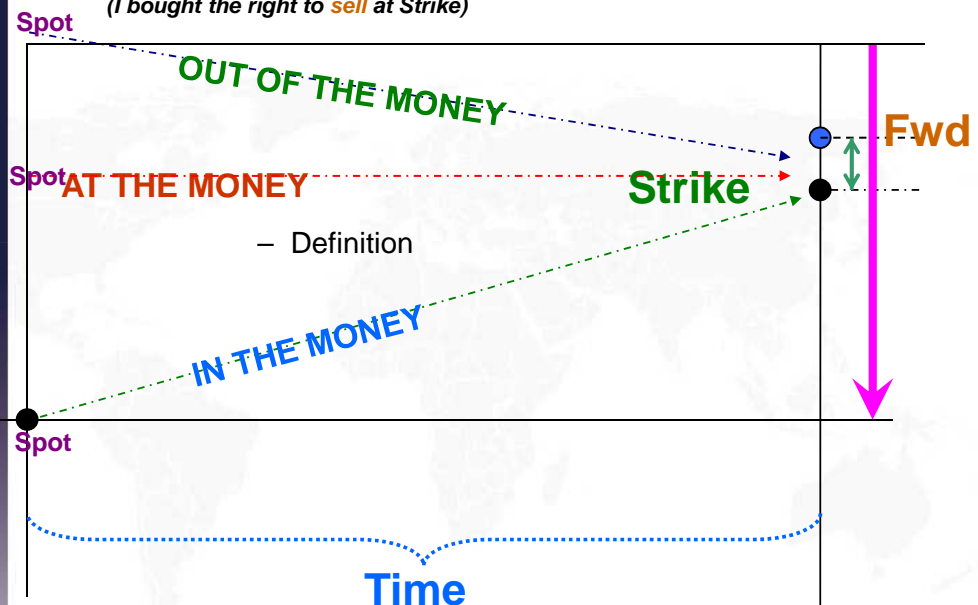 (I bought the right to sell at Strike)
Spot
OUT OF THE MONEY
Fwd
Spot
AT THE MONEY
Strike
– Definition
IN THE MONEY
Spot
Time